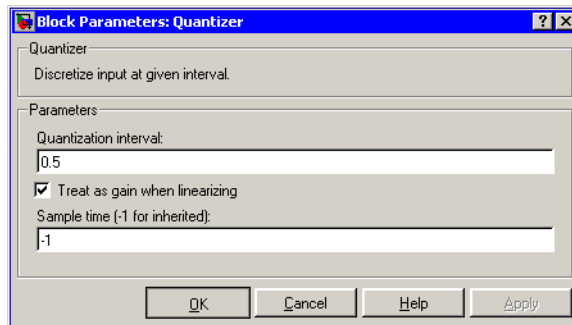 Block Parameters: Quantizer
Quantizer
Discretize input at given interval.
Parameters
Quantization interval:
0.5
Treat as gain when linearizing
Sample time (-1 for inherited):
-1
OK Cancel Help Apply